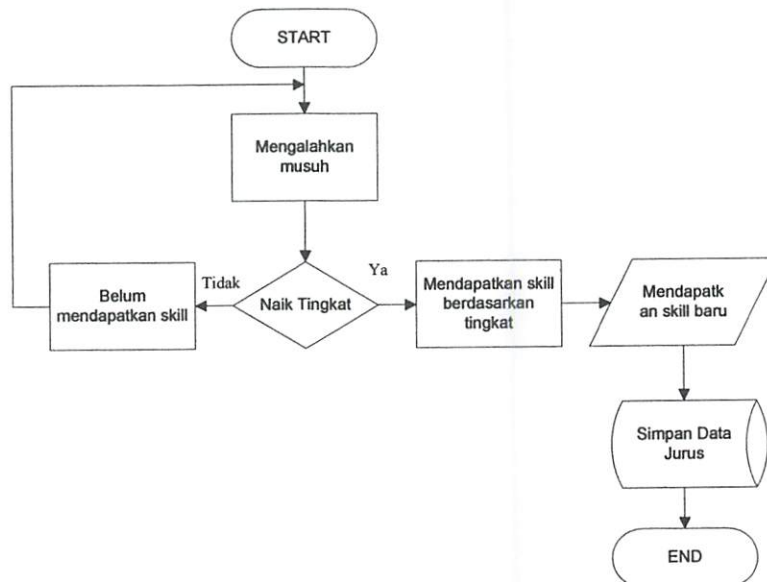 START
Mengalahkan
musuh
Naik Tingkat
Tidak
Belum
mendapatkan skill
Ya
Mendapatkan skill
berdasarkan
tingkat
Mendapatk
an skill baru
Simpan Data
Jurus
END